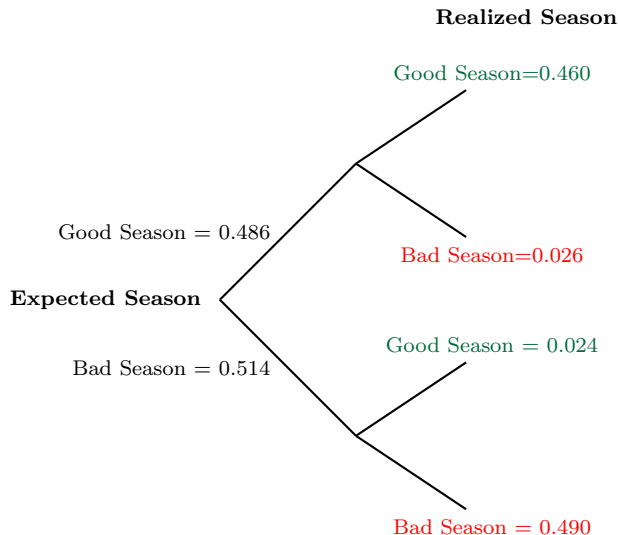 Realized Season
Good Season=0.460
Good Season = 0.486
Bad Season=0.026
Expected Season
Good Season = 0.024
Bad Season = 0.514
Bad Season = 0.490